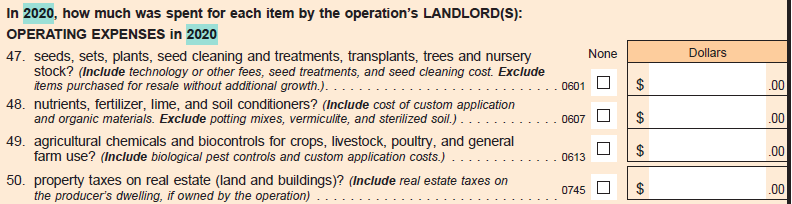 In 2020, how much was spent for each item by the operation's LANDLORD(S):
OPERATING EXPENSES in 2020
None Dollars
47. seeds, sets, plants, seed cleaning and treatments, transplants, trees and nursery
stock? (Include technology or other fees, seed treatments, and seed cleaning cost. Exclude
items purchased for resale without additional growth.). . . . . . . . . . . . . . . . . . . . . . . . . . . . . . . 0601 $ .00
48. nutrients, fertilizer, lime, and soil conditioners? (Include cost of custom application
and organic materials. Exclude potting mixes, vermiculite, and sterilized soil.) . . . . . . . . . . . . . 0607 $ .00
49. agricultural chemicals and biocontrols for crops, livestock, poultry, and general
farm use? (Include biological pest controls and custom application costs.) . . . . . . . . . . . . . . 0613 $ .00
50. property taxes on real estate (land and buildings)? (Include real estate taxes on
the producer's dwelling, if owned by the operation) . . . . . . . . . . . . . . . . . . . . . . . . . . . . . . . 0745 $ .00